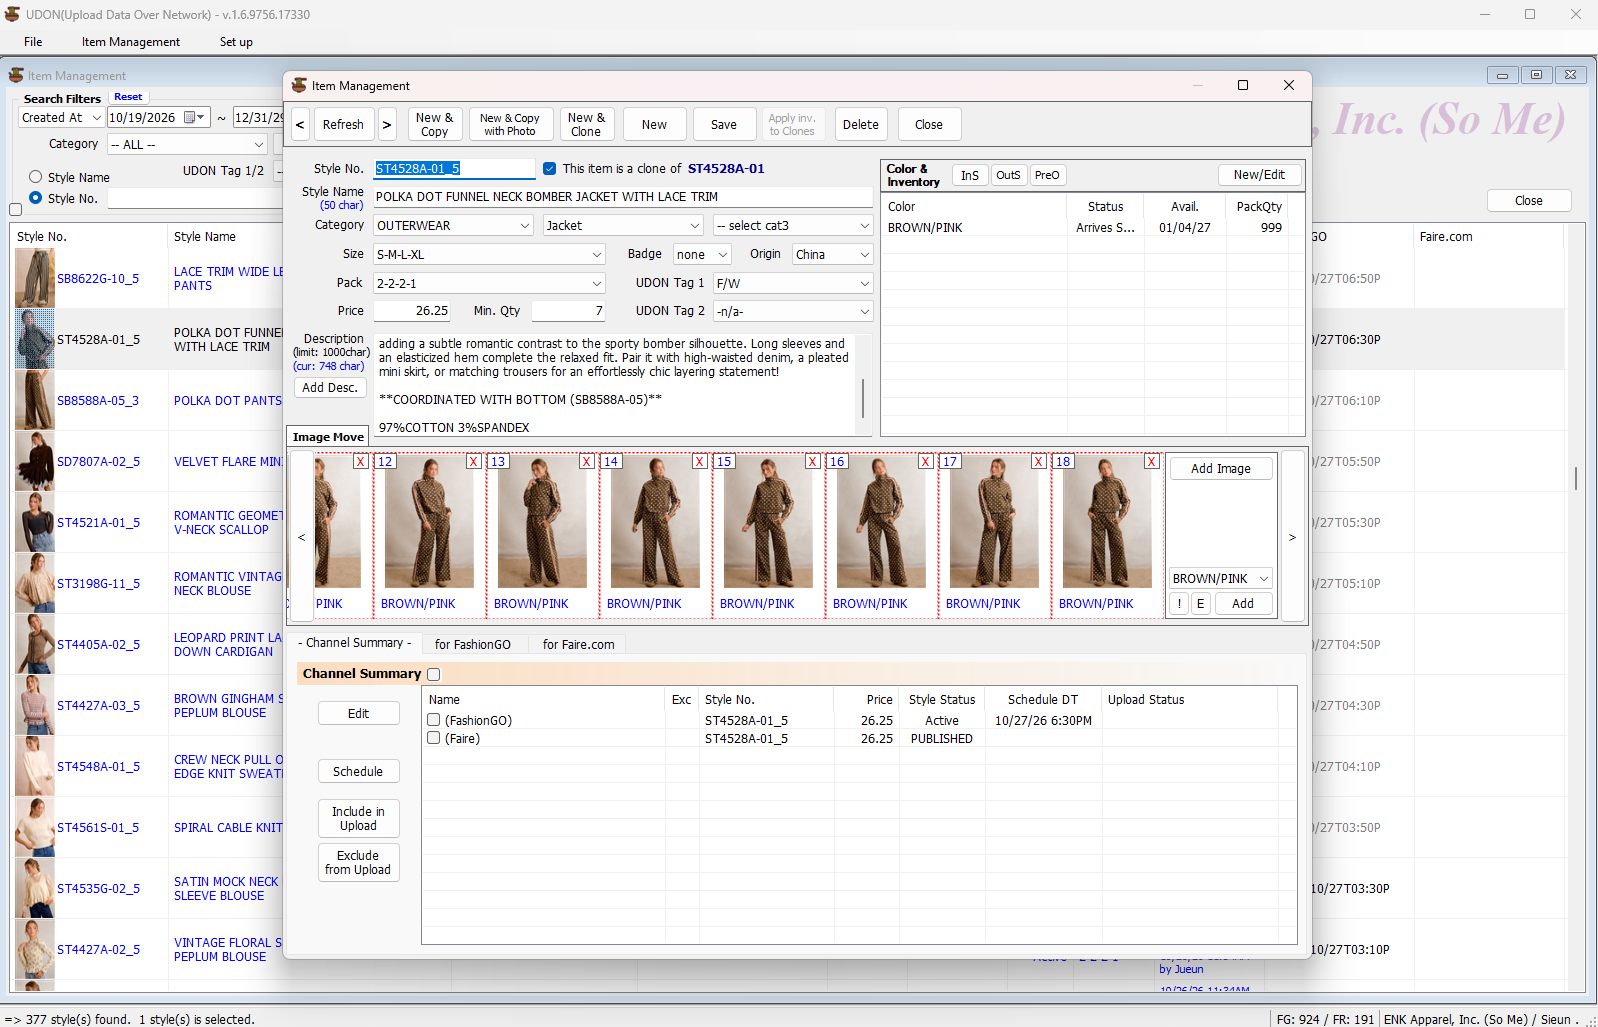 UDON(Upload Data Over Network) - v.1.6.9756.17330
File Item Management Set up
Item Management
Search Filters Reset
Created At 10/19/2026 ~ 12/31/29
Category -- ALL --
Style Name UDON Tag 1/2
Style No.
, Inc. (So Me)
Close
Style No. Style Name GO Faire.com
SB8622G-10_5 LACE TRIM WIDE LE
PANTS
/27T06:50P
ST4528A-01_5 POLKA DOT FUNNE
WITH LACE TRIM
/27T06:30P
SB8588A-05_3 POLKA DOT PANTS
/27T06:10P
SD7807A-02_5 VELVET FLARE MINI
/27T05:50P
ST4521A-01_5 ROMANTIC GEOMET
V-NECK SCALLOP
/27T05:30P
ST3198G-11_5 ROMANTIC VINTAG
NECK BLOUSE
/27T05:10P
ST4405A-02_5 LEOPARD PRINT LA
DOWN CARDIGAN
/27T04:50P
ST4427A-03_5 BROWN GINGHAM S
PEPLUM BLOUSE
/27T04:30P
ST4548A-01_5 CREW NECK PULL O
EDGE KNIT SWEAT
/27T04:10P
ST4561S-01_5 SPIRAL CABLE KNIT
/27T03:50P
ST4535G-02_5 SATIN MOCK NECK
SLEEVE BLOUSE
10/27T03:30P
ST4427A-02_5 VINTAGE FLORAL S
PEPLUM BLOUSE
10/27T03:10P
by Jueun
10/26/26 11:34AM
Item Management
< Refresh > New & Copy New & Copy with Photo New & Clone New Save Apply inv. to Clones Delete Close
Style No. ST4528A-01_5 This item is a clone of ST4528A-01
Style Name
(50 char)
POLKA DOT FUNNEL NECK BOMBER JACKET WITH LACE TRIM
Category OUTERWEAR Jacket -- select cat3
Size S-M-L-XL Badge none Origin China
Pack 2-2-2-1 UDON Tag 1 F/W
Price 26.25 Min. Qty 7 UDON Tag 2 -n/a-
Description
(limit: 1000char)
(cur: 748 char)
Add Desc.
adding a subtle romantic contrast to the sporty bomber silhouette. Long sleeves and
an elasticized hem complete the relaxed fit. Pair it with high-waisted denim, a pleated
mini skirt, or matching trousers for an effortlessly chic layering statement!
**COORDINATED WITH BOTTOM (SB8588A-05)**
97%COTTON 3%SPANDEX
Color & Inventory InS OutS PreO New/Edit
Color Status Avail. PackQty
BROWN/PINK Arrives S... 01/04/27 999
Image Move
X 12 X 13 X 14 X 15 X 16 X 17 X 18 X
< >
PINK BROWN/PINK BROWN/PINK BROWN/PINK BROWN/PINK BROWN/PINK BROWN/PINK BROWN/PINK
Add Image
BROWN/PINK
! E Add
- Channel Summary - for FashionGO for Faire.com
Channel Summary
Name Exc Style No. Price Style Status Schedule DT Upload Status
(FashionGO) ST4528A-01_5 26.25 Active 10/27/26 6:30PM
(Faire) ST4528A-01_5 26.25 PUBLISHED
Edit
Schedule
Include in
Upload
Exclude
from Upload
=> 377 style(s) found. 1 style(s) is selected.
FG: 924 / FR: 191 ENK Apparel, Inc. (So Me) / Sieun .